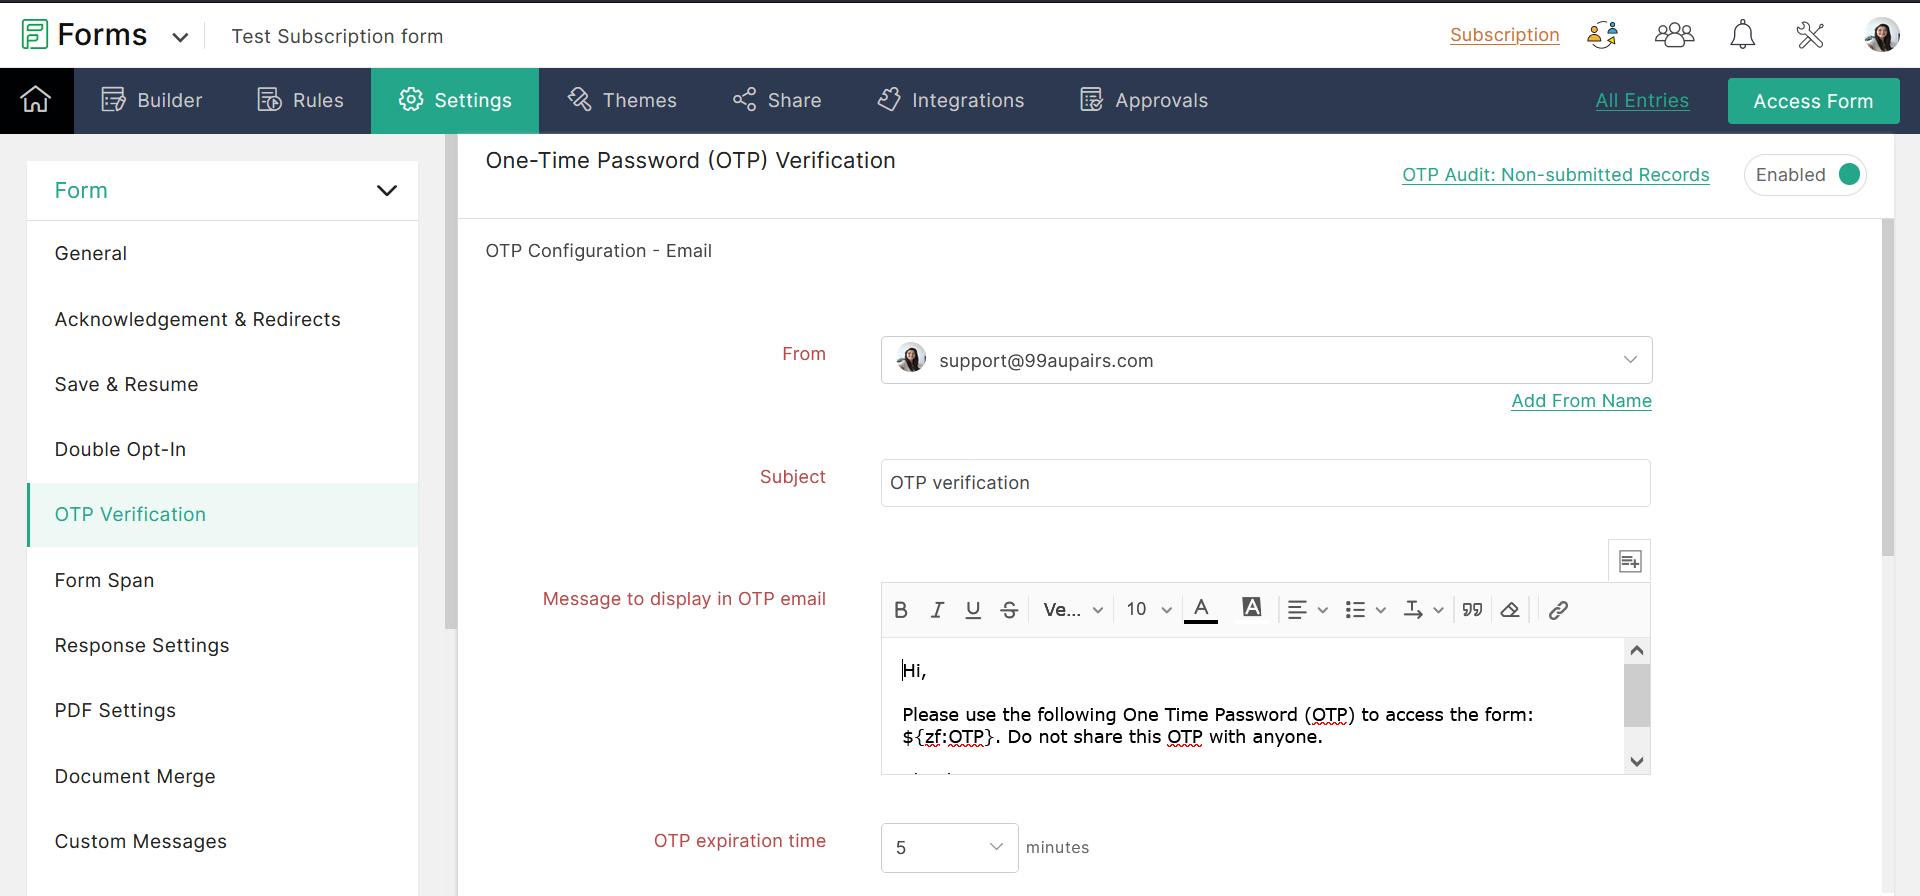 Forms
Test Subscription form
Subscription
Builder
Rules
Settings
Themes
Share
Integrations
Approvals
All Entries
Access Form
Form
General
Acknowledgement & Redirects
Save & Resume
Double Opt-In
OTP Verification
Form Span
Response Settings
PDF Settings
Document Merge
Custom Messages
One-Time Password (OTP) Verification
OTP Audit: Non-submitted Records
Enabled
OTP Configuration - Email
From
support@99aupairs.com
Add From Name
Subject
OTP verification
Message to display in OTP email
B I U S Ve... 10 A A
Hi,
Please use the following One Time Password (OTP) to access the form:
${zf:OTP}. Do not share this OTP with anyone.
OTP expiration time
5
minutes